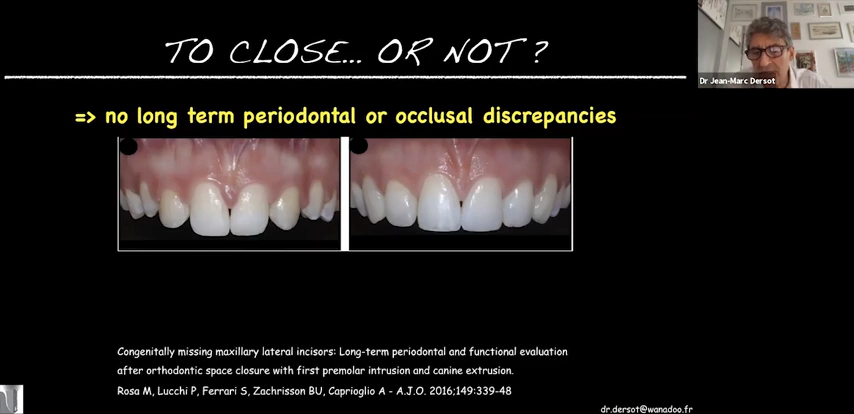 TO CLOSE... OR NOT ?
Dr Jean-Marc Dersot
=> no long term periodontal or occlusal discrepancies
Congenitally missing maxillary lateral incisors: Long-term periodontal and functional evaluation
after orthodontic space closure with first premolar intrusion and canine extrusion.
Rosa M, Lucchi P, Ferrari S, Zachrisson BU, Caprioglio A - A.J.O. 2016;149:339-48
dr.dersot@wanadoo.fr